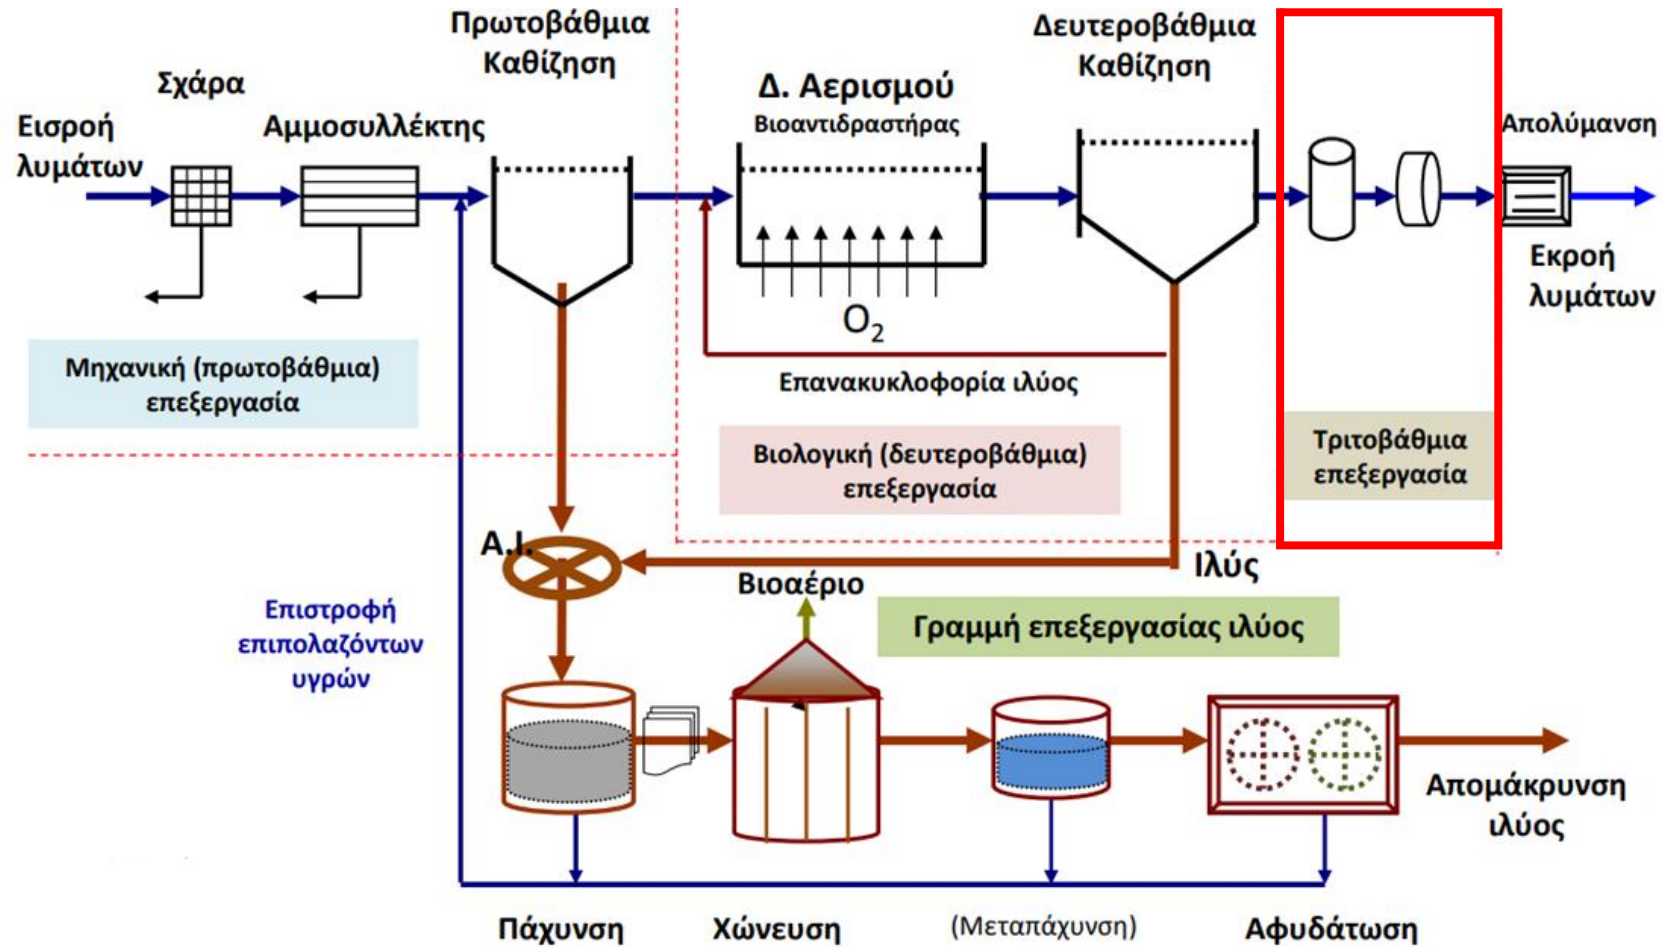 Πρωτοβάθμια
Καθίζηση
Δευτεροβάθμια
Καθίζηση
Σχάρα
Δ. Αερισμού
Βιοαντιδραστήρας
Εισροή
λυμάτων
Αμμοσυλλέκτης
Απολύμανση
Εκροή
λυμάτων
O2
Μηχανική (πρωτοβάθμια)
επεξεργασία
Επανακυκλοφορία ιλύος
Βιολογική (δευτεροβάθμια)
επεξεργασία
Τριτοβάθμια
επεξεργασία
Α.Ι.
Ιλύς
Βιοαέριο
Γραμμή επεξεργασίας ιλύος
Επιστροφή
επιπολαζόντων
υγρών
Απομάκρυνση
ιλύος
Πάχυνση
Χώνευση
(Μεταπάχυνση)
Αφυδάτωση